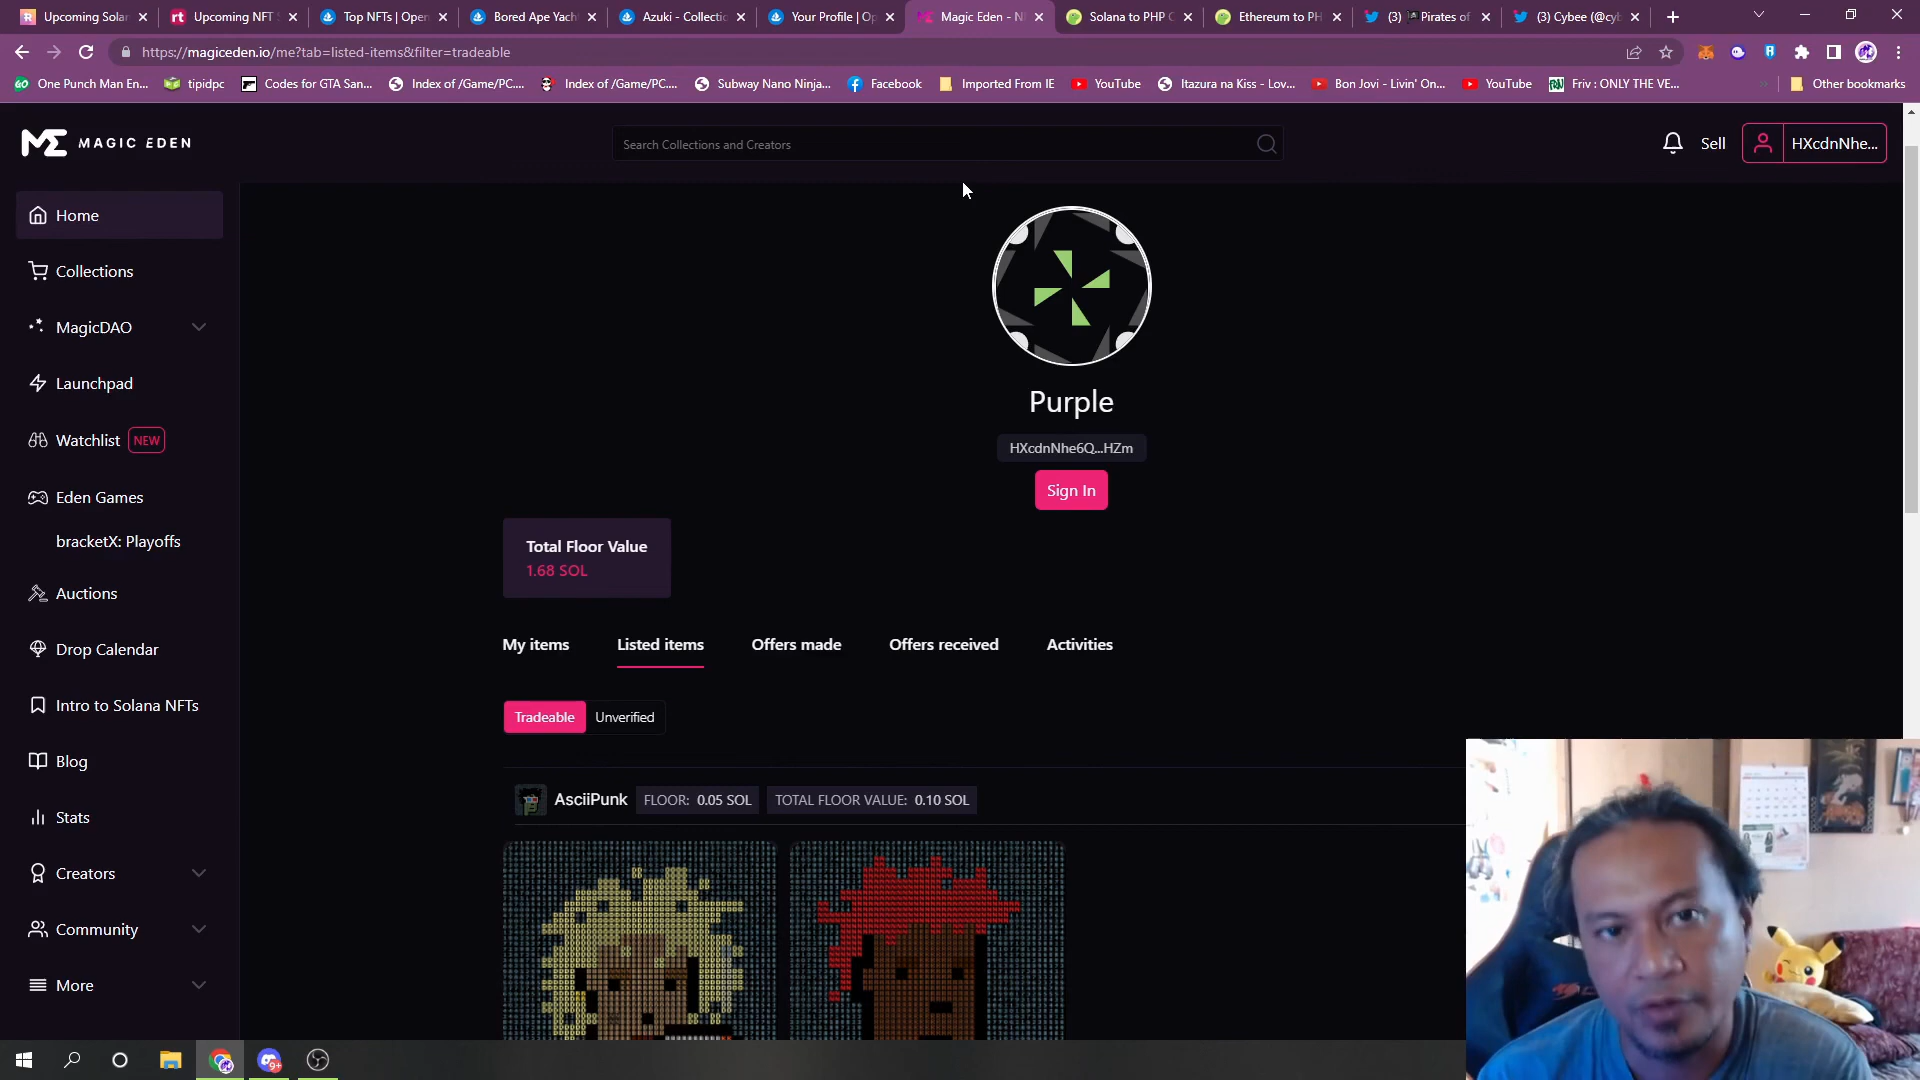 Upcoming Solan
Upcoming NFT S
Top NFTs | Open
Bored Ape Yach
Azuki - Collectio
Your Profile | Op
Magic Eden - N
Solana to PHP C
Ethereum to PH
(3) Pirates of
(3) Cybee (@cyb
https://magiceden.io/me?tab=listed-items&filter=tradeable
One Punch Man En...
tipidpc
Codes for GTA San...
Index of /Game/PC....
Index of /Game/PC....
Subway Nano Ninja...
Facebook
Imported From IE
YouTube
Itazura na Kiss - Lov...
Bon Jovi - Livin' On...
YouTube
Friv : ONLY THE VE...
Other bookmarks
MAGIC EDEN
Search Collections and Creators
Sell
HXcdnNhe...
Home
Collections
MagicDAO
Launchpad
Watchlist NEW
Eden Games
bracketX: Playoffs
Auctions
Drop Calendar
Intro to Solana NFTs
Blog
Stats
Creators
Community
More
Purple
HXcdnNhe6Q...HZm
Sign In
Total Floor Value
1.68 SOL
My items
Listed items
Offers made
Offers received
Activities
Tradeable
Unverified
AsciiPunk
FLOOR: 0.05 SOL
TOTAL FLOOR VALUE: 0.10 SOL
9+